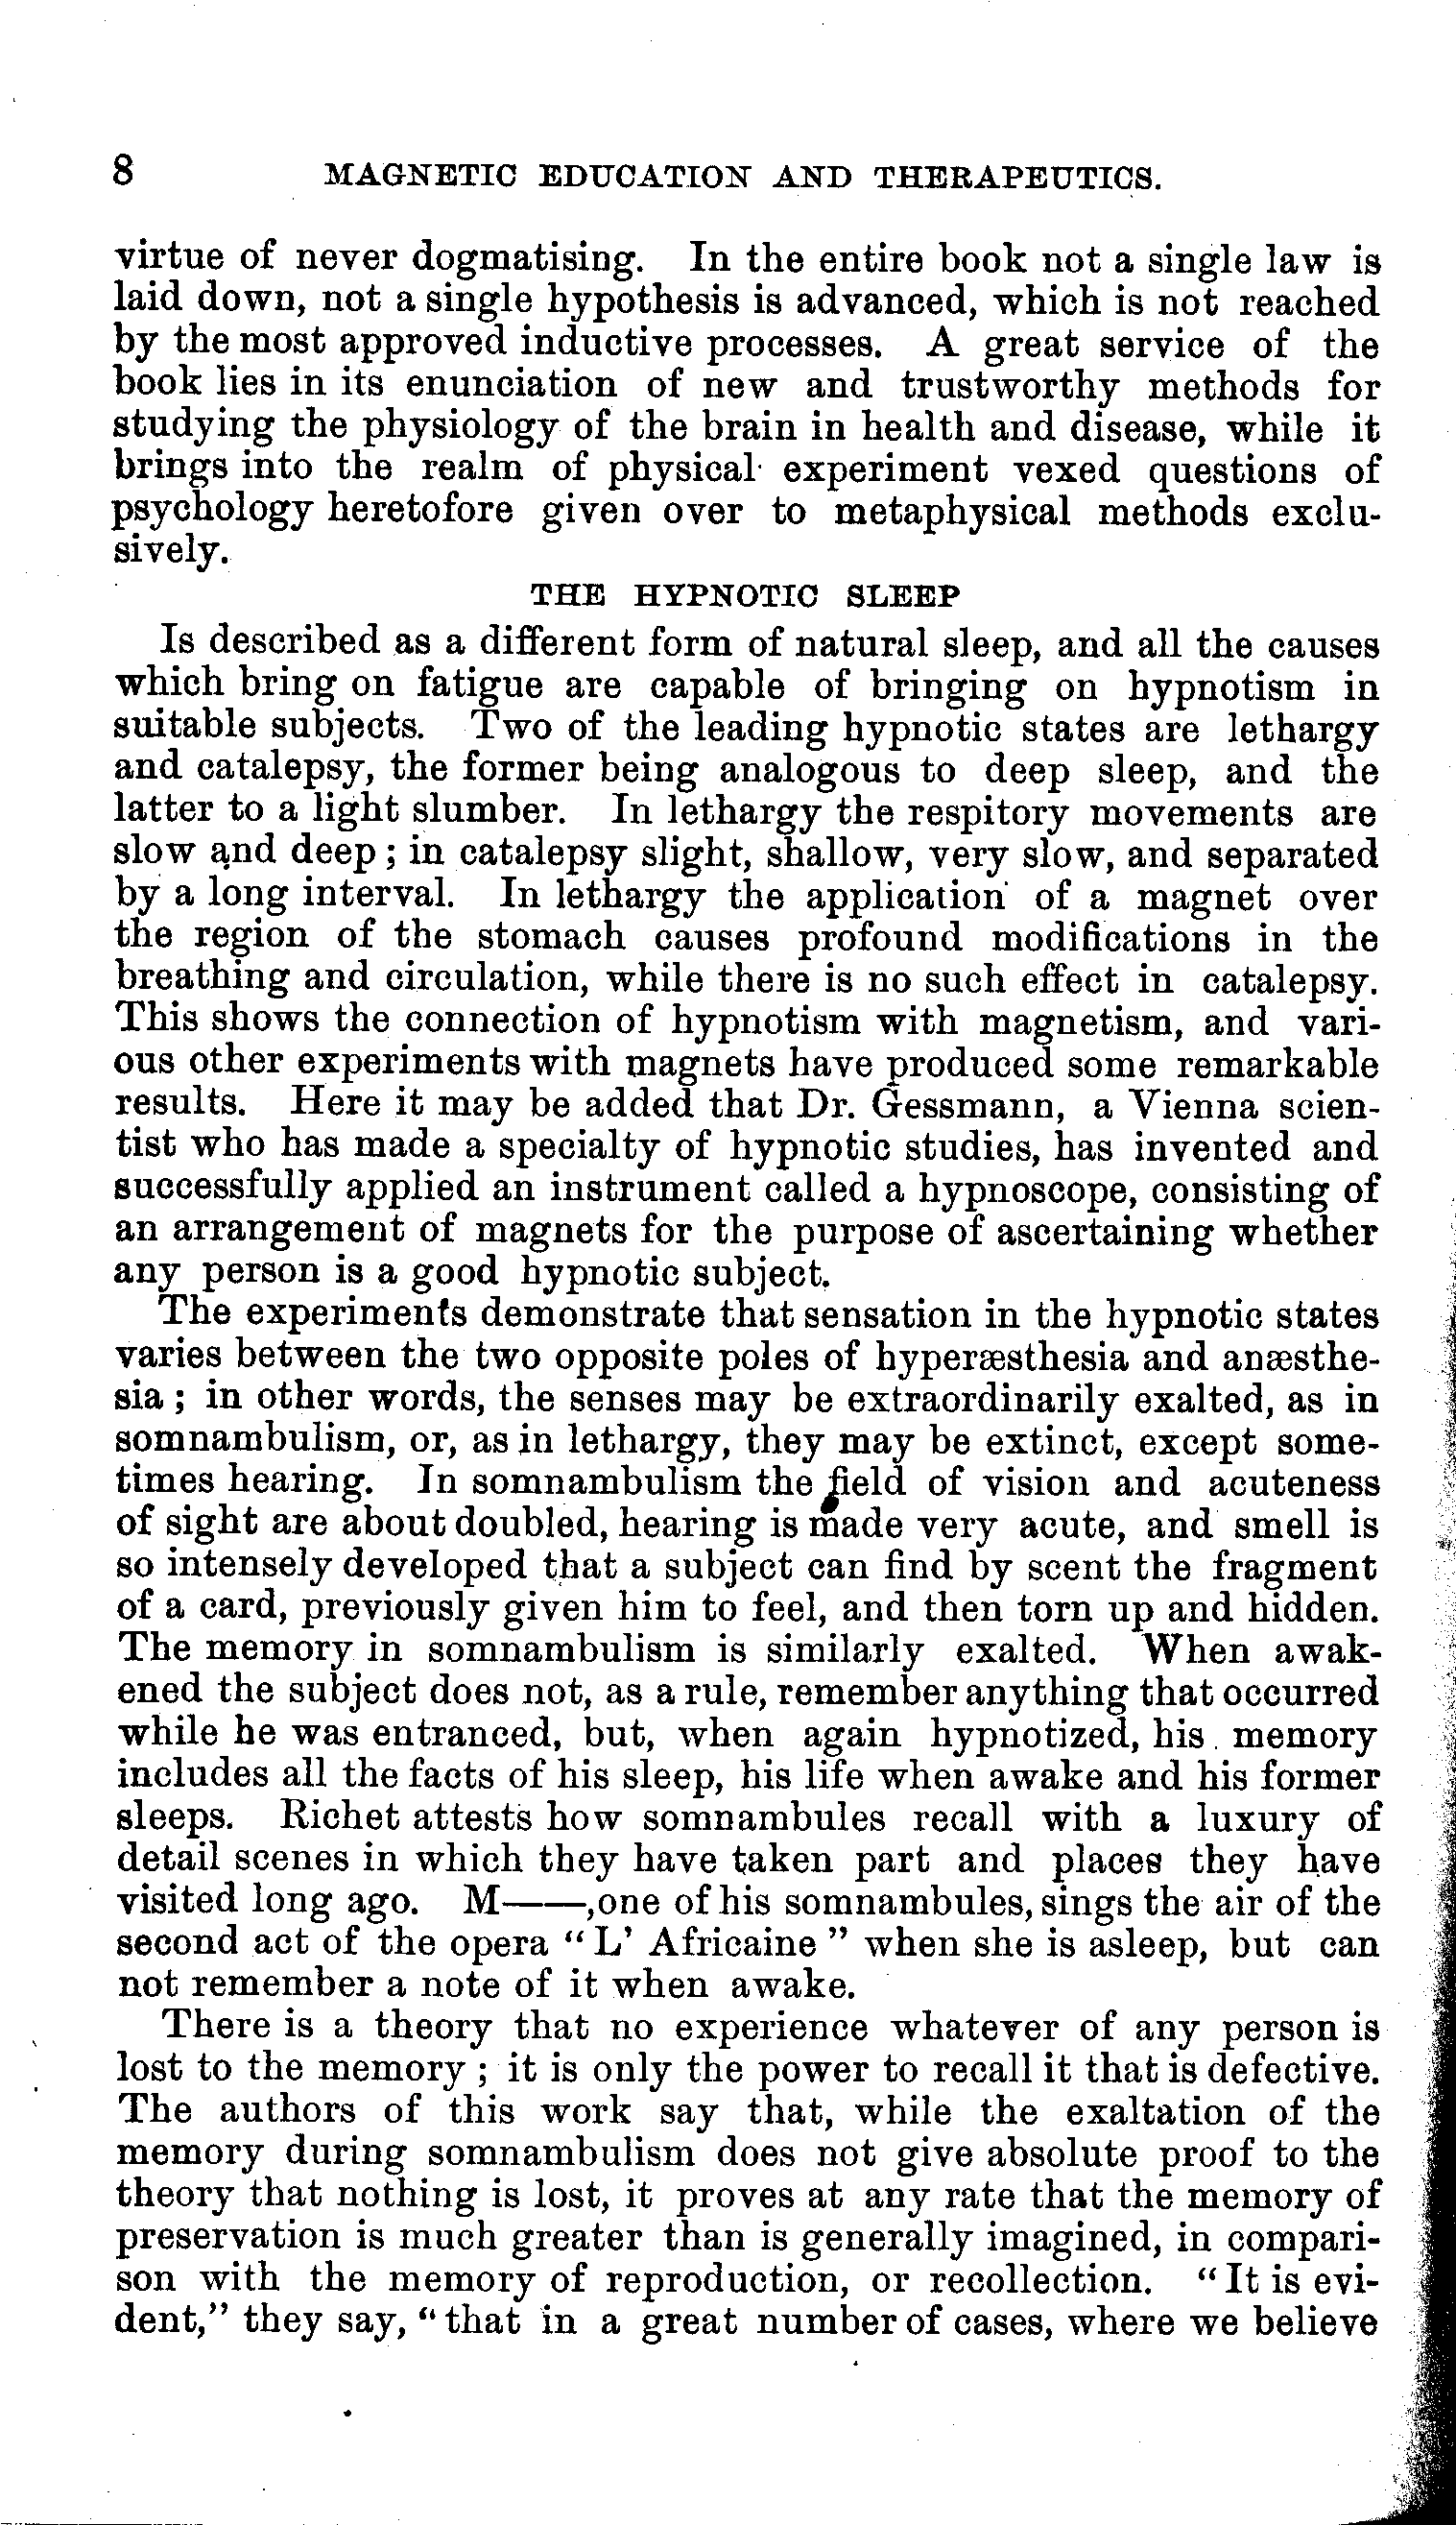 8 MAGNETIC EDUCATION AND THERAPEUTICS.
virtue of never dogmatising. In the entire book not a single law is
laid down, not a single hypothesis is advanced, which is not reached
by the most approved inductive processes. A great service of the
book lies in its enunciation of new and trustworthy methods for
studying the physiology of the brain in health and disease, while it
brings into the realm of physical experiment vexed questions of
psychology heretofore given over to metaphysical methods exclu-
sively.
THE HYPNOTIC SLEEP
Is described as a different form of natural sleep, and all the causes
which bring on fatigue are capable of bringing on hypnotism in
suitable subjects. Two of the leading hypnotic states are lethargy
and catalepsy, the former being analogous to deep sleep, and the
latter to a light slumber. In lethargy the respitory movements are
slow and deep ; in catalepsy slight, shallow, very slow, and separated
by a long interval. In lethargy the application of a magnet over
the region of the stomach causes profound modifications in the
breathing and circulation, while there is no such effect in catalepsy.
This shows the connection of hypnotism with magnetism, and vari-
ous other experiments with magnets have produced some remarkable
results. Here it may be added that Dr. Gessmann, a Vienna scien-
tist who has made a specialty of hypnotic studies, has invented and
successfully applied an instrument called a hypnoscope, consisting of
an arrangement of magnets for the purpose of ascertaining whether
any person is a good hypnotic subject.
The experiments demonstrate that sensation in the hypnotic states
varies between the two opposite poles of hyperæsthesia and anæsthe-
sia ; in other words, the senses may be extraordinarily exalted, as in
somnambulism, or, as in lethargy, they may be extinct, except some-
times hearing. In somnambulism the field of vision and acuteness
of sight are about doubled, hearing is made very acute, and smell is
so intensely developed that a subject can find by scent the fragment
of a card, previously given him to feel, and then torn up and hidden.
The memory in somnambulism is similarly exalted. When awak-
ened the subject does not, as a rule, remember anything that occurred
while he was entranced, but, when again hypnotized, his memory
includes all the facts of his sleep, his life when awake and his former
sleeps. Richet attests how somnambules recall with a luxury of
detail scenes in which they have taken part and places they have
visited long ago. M——,one of his somnambules, sings the air of the
second act of the opera “ L’ Africaine ” when she is asleep, but can
not remember a note of it when awake.
There is a theory that no experience whatever of any person is
lost to the memory ; it is only the power to recall it that is defective.
The authors of this work say that, while the exaltation of the
memory during somnambulism does not give absolute proof to the
theory that nothing is lost, it proves at any rate that the memory of
preservation is much greater than is generally imagined, in compari-
son with the memory of reproduction, or recollection. “ It is evi-
dent,” they say, “ that in a great number of cases, where we believe